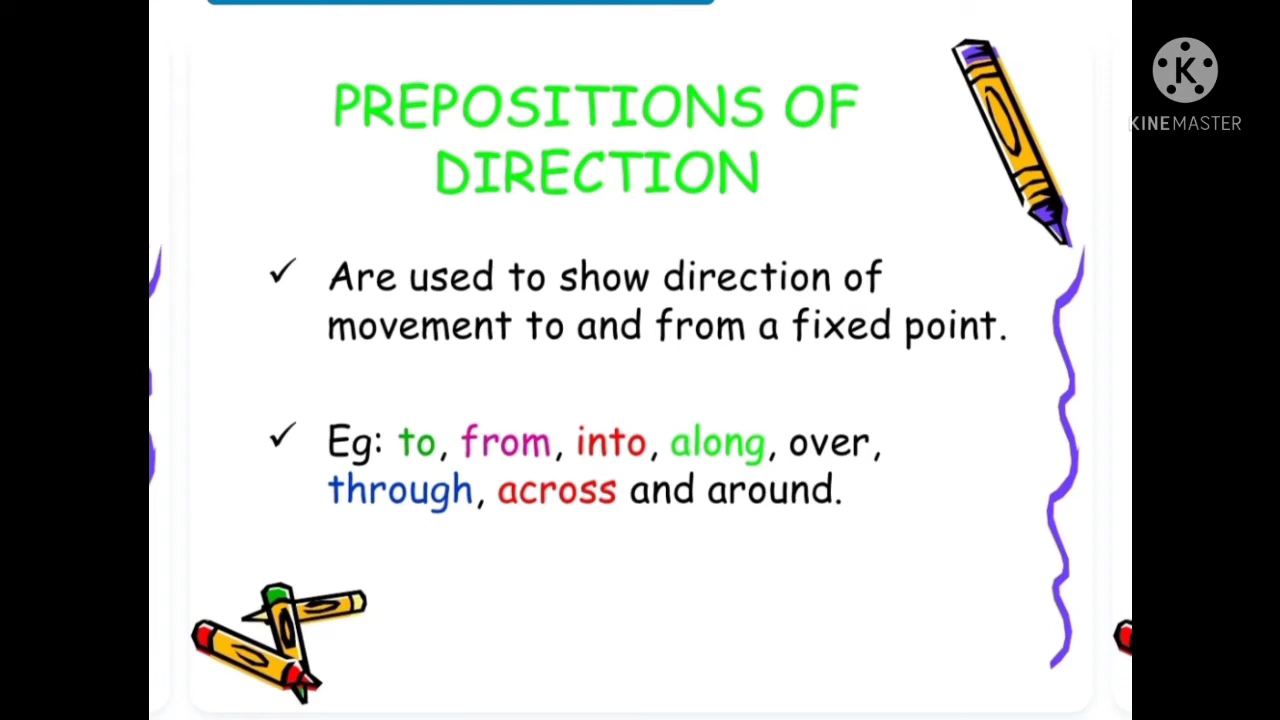 PREPOSITIONS OF
DIRECTION
✓ Are used to show direction of
movement to and from a fixed point.
✓ Eg: to, from, into, along, over,
through, across and around.
K
KINEMASTER